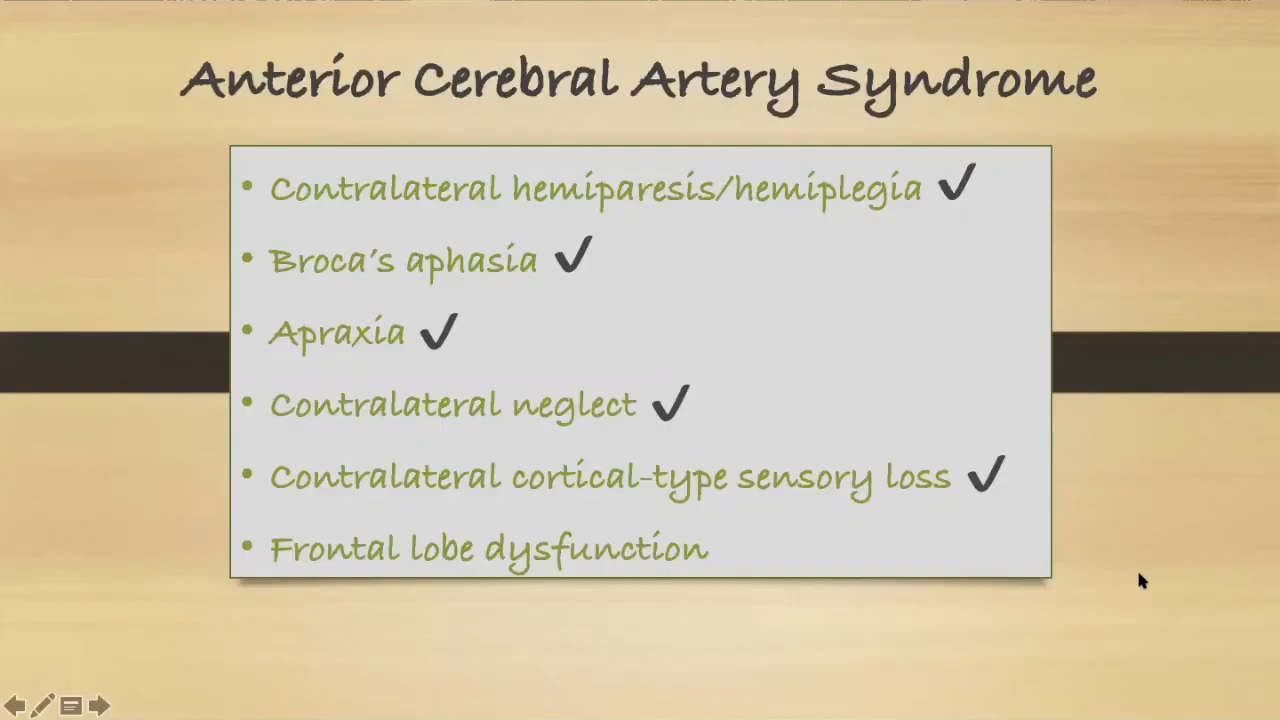 Anterior Cerebral Artery Syndrome
• Contralateral hemiparesis/hemiplegia ✓
• Broca's aphasia ✓
• Apraxia ✓
• Contralateral neglect ✓
• Contralateral cortical-type sensory loss ✓
• Frontal lobe dysfunction